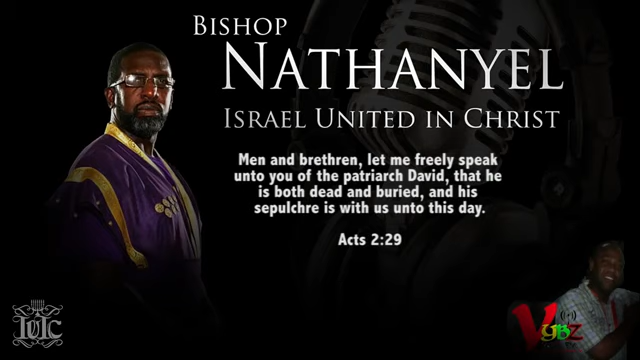 BISHOP
NATHANYEL
ISRAEL UNITED IN CHRIST
Men and brethren, let me freely speak
unto you of the patriarch David, that he
is both dead and buried, and his
sepulchre is with us unto this day.
Acts 2:29
IUIC
VYBZ